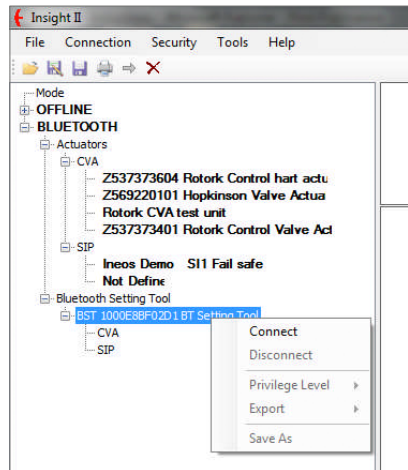 Insight II
File Connection Security Tools Help
Mode
OFFLINE
BLUETOOTH
Actuators
CVA
Z537373604 Rotork Control hart actu
Z569220101 Hopkinson Valve Actua
Rotork CVA test unit
Z537373401 Rotork Control Valve Act
SIP
Ineos Demo SI1 Fail safe
Not Define
Bluetooth Setting Tool
BST 1000E8BF02D1 BT Setting Tool
CVA
SIP
Connect
Disconnect
Privilege Level
Export
Save As